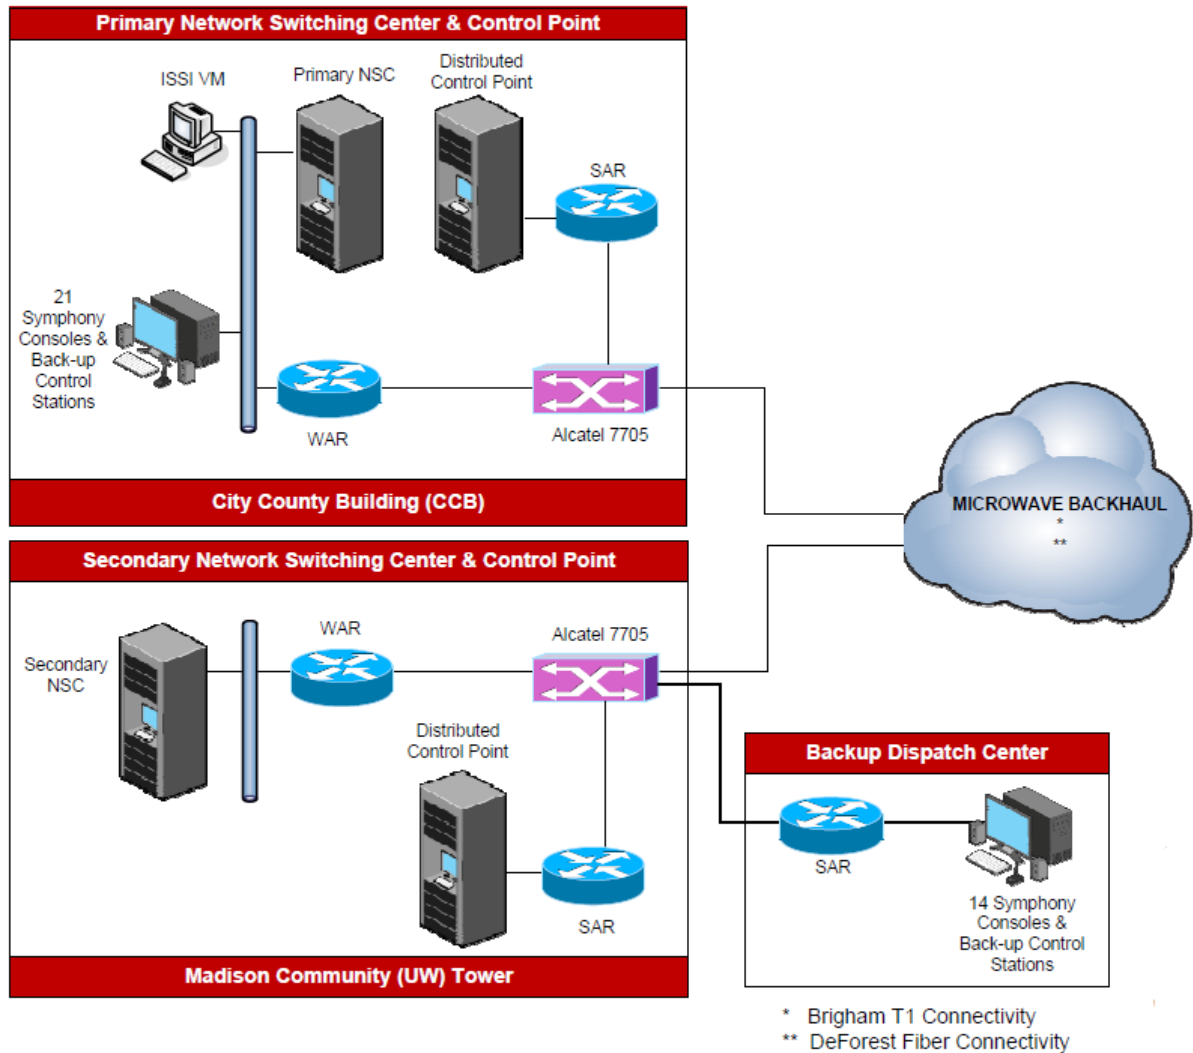 Primary Network Switching Center & Control Point
ISSI VM
Primary NSC
Distributed
Control Point
SAR
21
Symphony
Consoles &
Back-up
Control
Stations
WAR
Alcatel 7705
City County Building (CCB)
MICROWAVE BACKHAUL
*
**
Secondary Network Switching Center & Control Point
Secondary
NSC
WAR
Alcatel 7705
Distributed
Control Point
SAR
Madison Community (UW) Tower
Backup Dispatch Center
SAR
14 Symphony
Consoles &
Back-up Control
Stations
* Brigham T1 Connectivity
** DeForest Fiber Connectivity